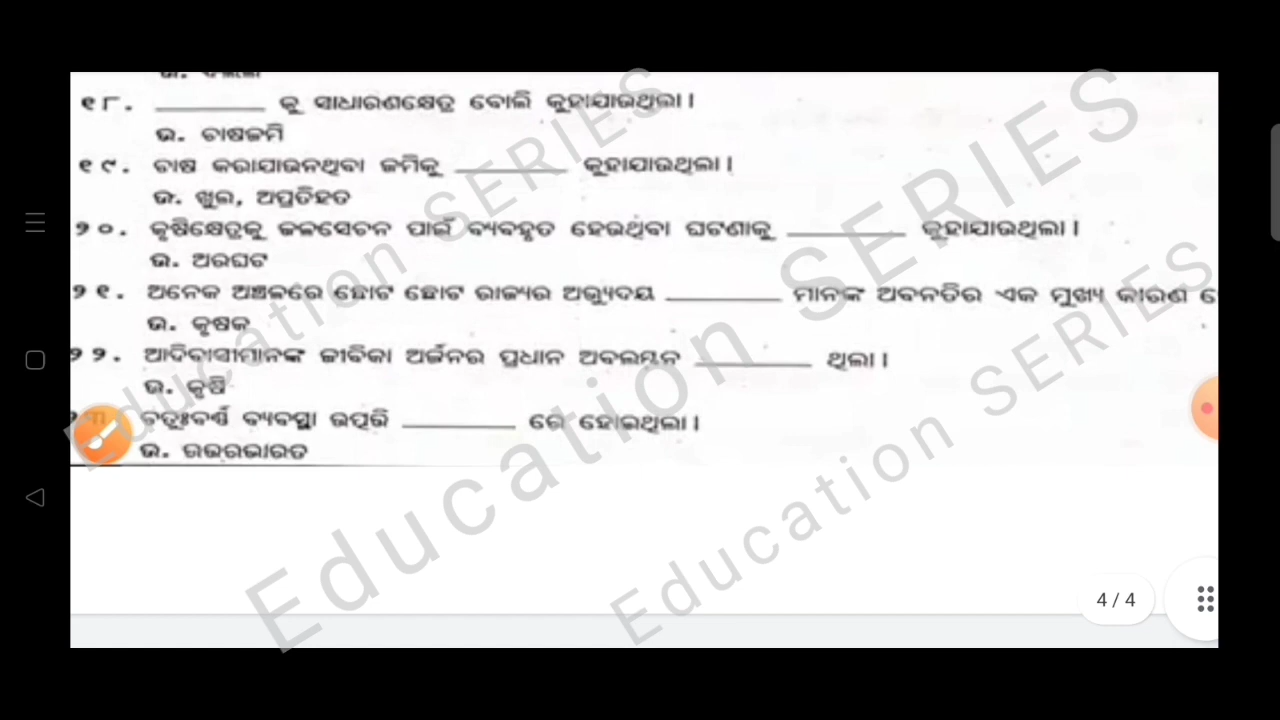 ୧୮. ________ କୁ ସାଧାରଣକ୍ଷେତ୍ର ବୋଲି କୁହାଯାଉଥିଲା।
ଉ. ଚାଷଜମି
୧୯. ଚାଷ କରାଯାଉନଥିବା ଜମିକୁ ________ କୁହାଯାଉଥିଲା।
ଉ. ଖୁଲ, ଅପ୍ରତିହତ
୨୦. କୃଷିକ୍ଷେତ୍ରକୁ ଜଳସେଚନ ପାଇଁ ବ୍ୟବହୃତ ହେଉଥିବା ଘଟଣାକୁ ________ କୁହାଯାଉଥିଲା।
ଉ. ଅରଘଟ
୨୧. ଅନେକ ଅଞ୍ଚଳରେ ଛୋଟ ଛୋଟ ରାଜ୍ୟର ଅଭ୍ୟୁଦୟ ________ ମାନଙ୍କ ଅବନତିର ଏକ ମୁଖ୍ୟ କାରଣ
ଉ. କୃଷକ
୨୨. ଆଦିବାସୀମାନଙ୍କ ଜୀବିକା ଅର୍ଜନର ପ୍ରଧାନ ଅବଲମ୍ବନ ________ ଥିଲା।
ଉ. କୃଷି
ଚତୁଃବର୍ଣ୍ଣ ବ୍ୟବସ୍ଥା ଉତ୍ପତ୍ତି ________ ରେ ହୋଇଥିଲା।
ଉ. ଉତ୍ତରଭାରତ
Education SERIES
Education SERIES
Education SERIES
4 / 4